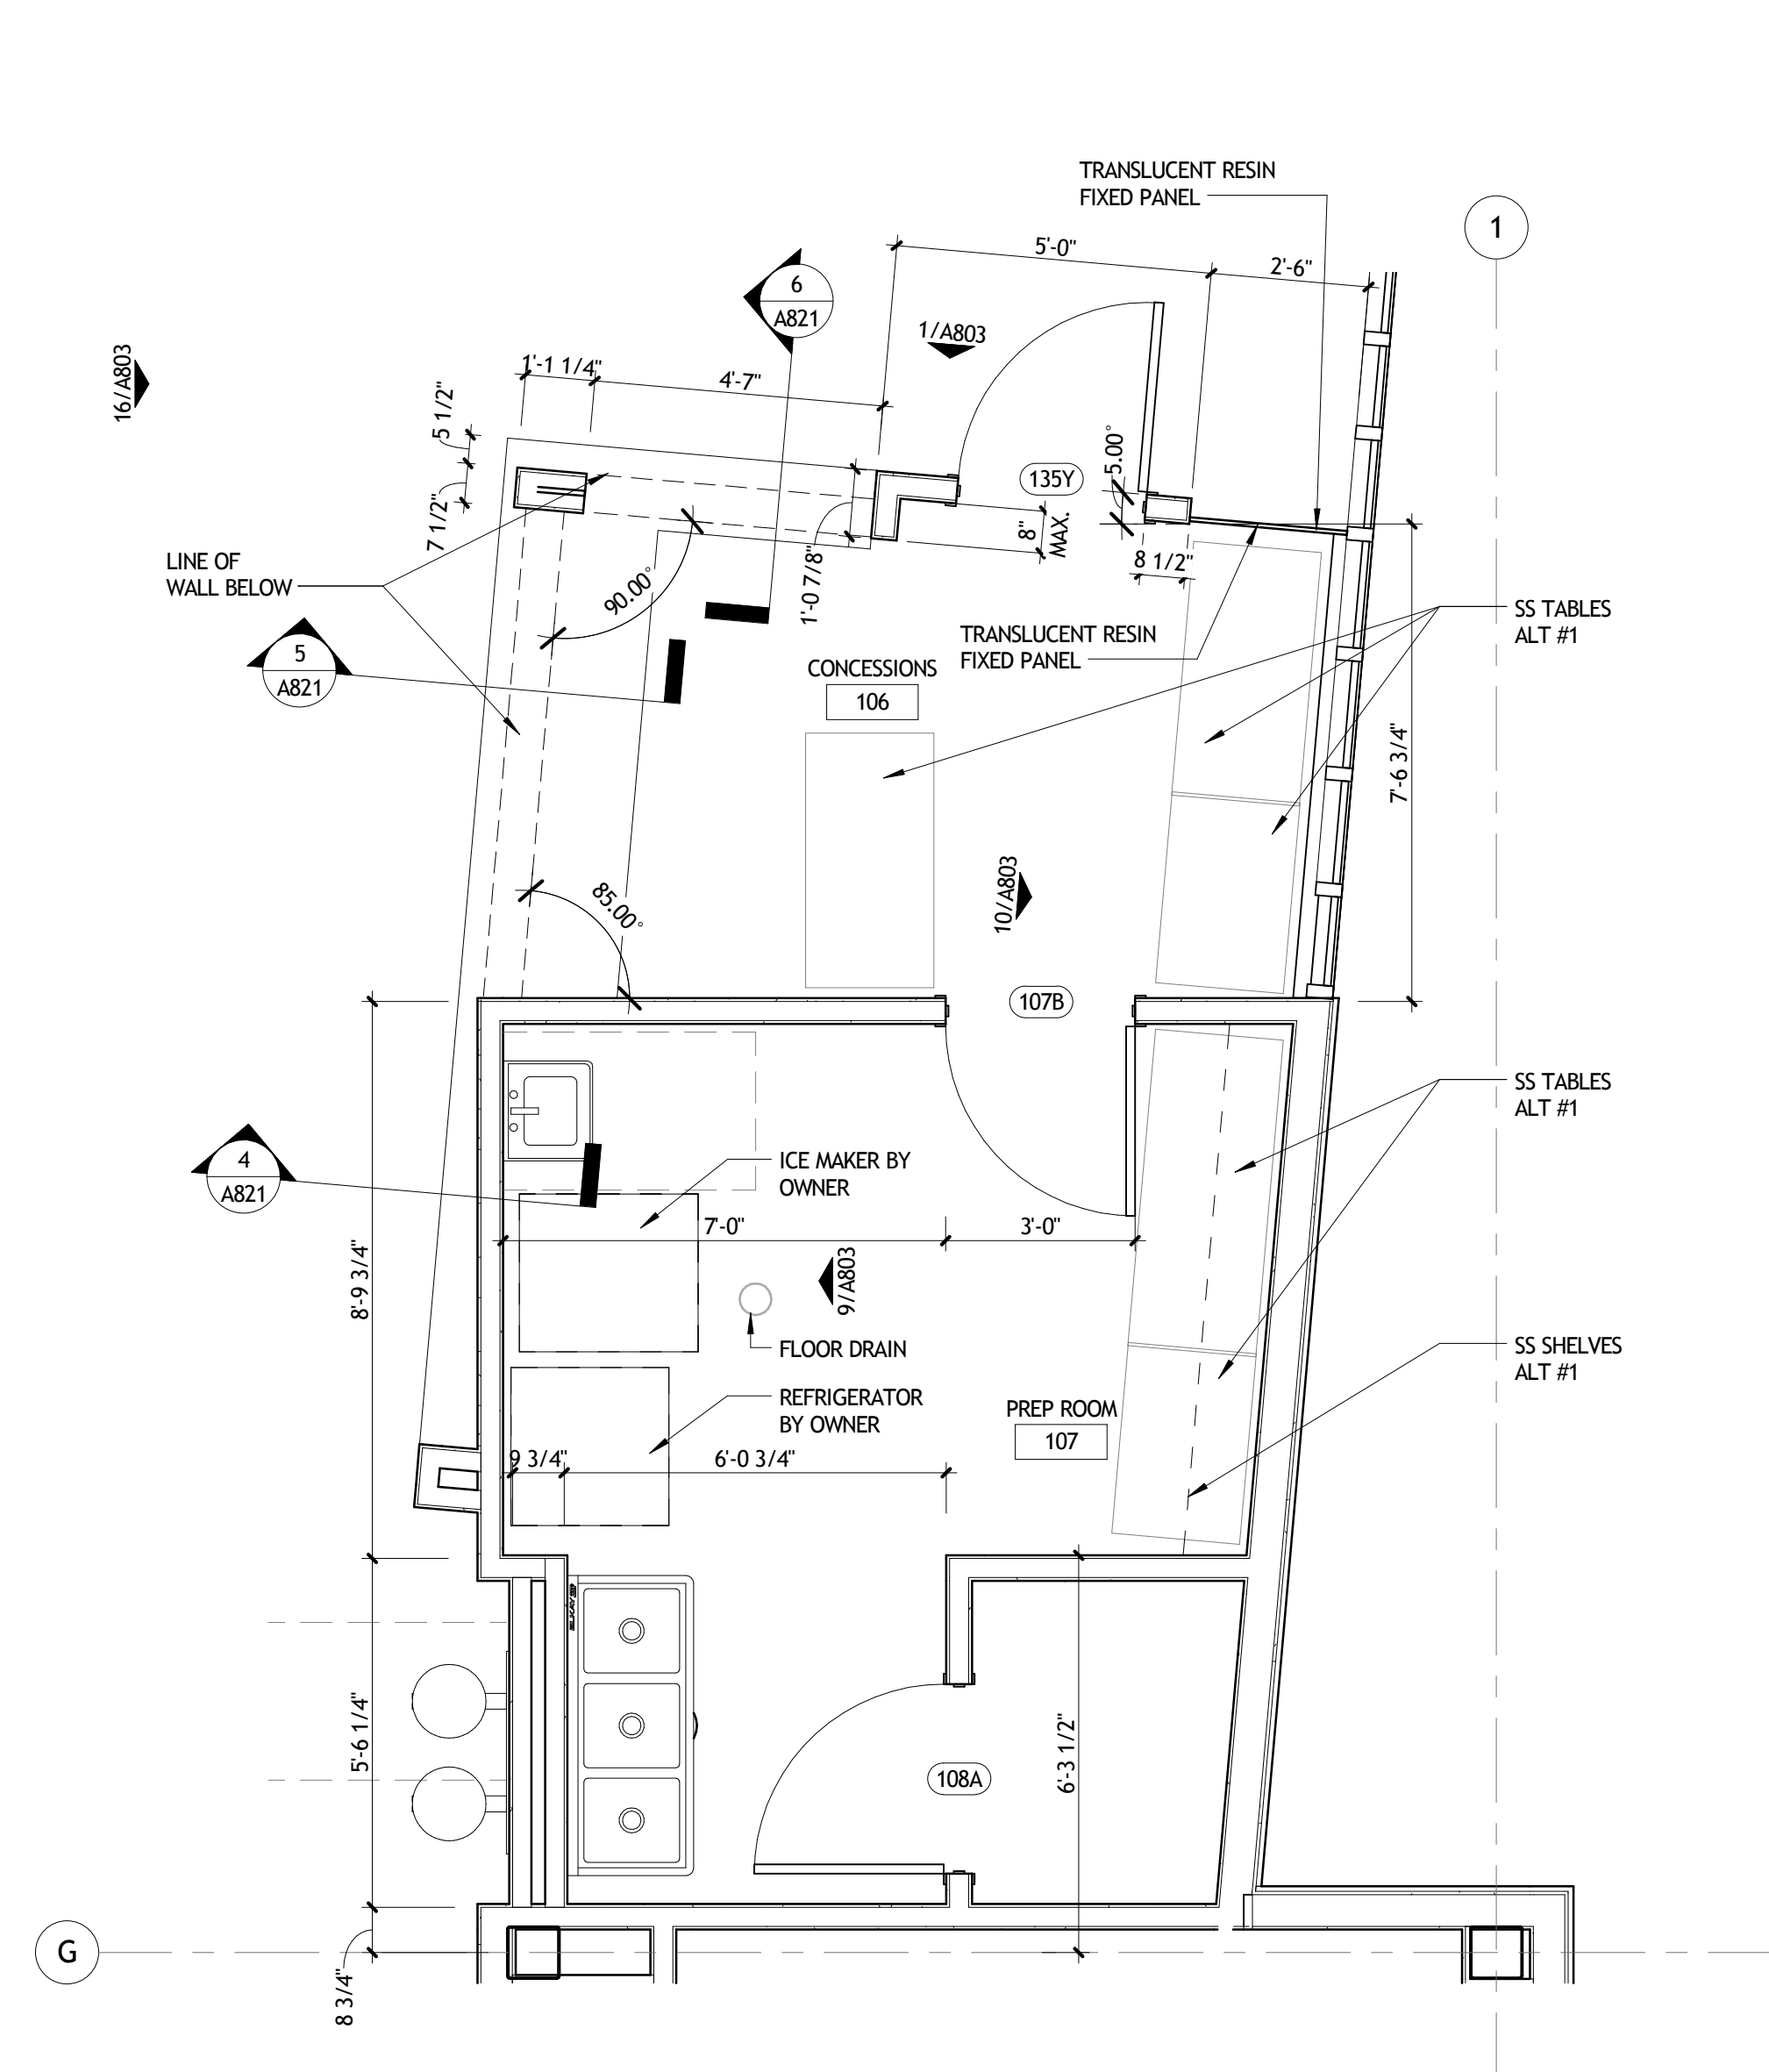 TRANSLUCENT RESIN
FIXED PANEL
1
5'-0"
2'-6"
6
A821
1/A803
16/A803
1'-1 1/4"
4'-7"
5 1/2"
7 1/2"
135Y
5.00°
8"
MAX.
8 1/2"
1'-0 7/8"
90.00°
LINE OF
WALL BELOW
SS TABLES
ALT #1
TRANSLUCENT RESIN
FIXED PANEL
5
A821
CONCESSIONS
106
7'-6 3/4"
85.00°
10/A803
107B
SS TABLES
ALT #1
4
A821
ICE MAKER BY
OWNER
7'-0"
3'-0"
8'-9 3/4"
9/A803
FLOOR DRAIN
SS SHELVES
ALT #1
REFRIGERATOR
BY OWNER
PREP ROOM
107
9 3/4"
6'-0 3/4"
5'-6 1/4"
6'-3 1/2"
108A
G
8 3/4"